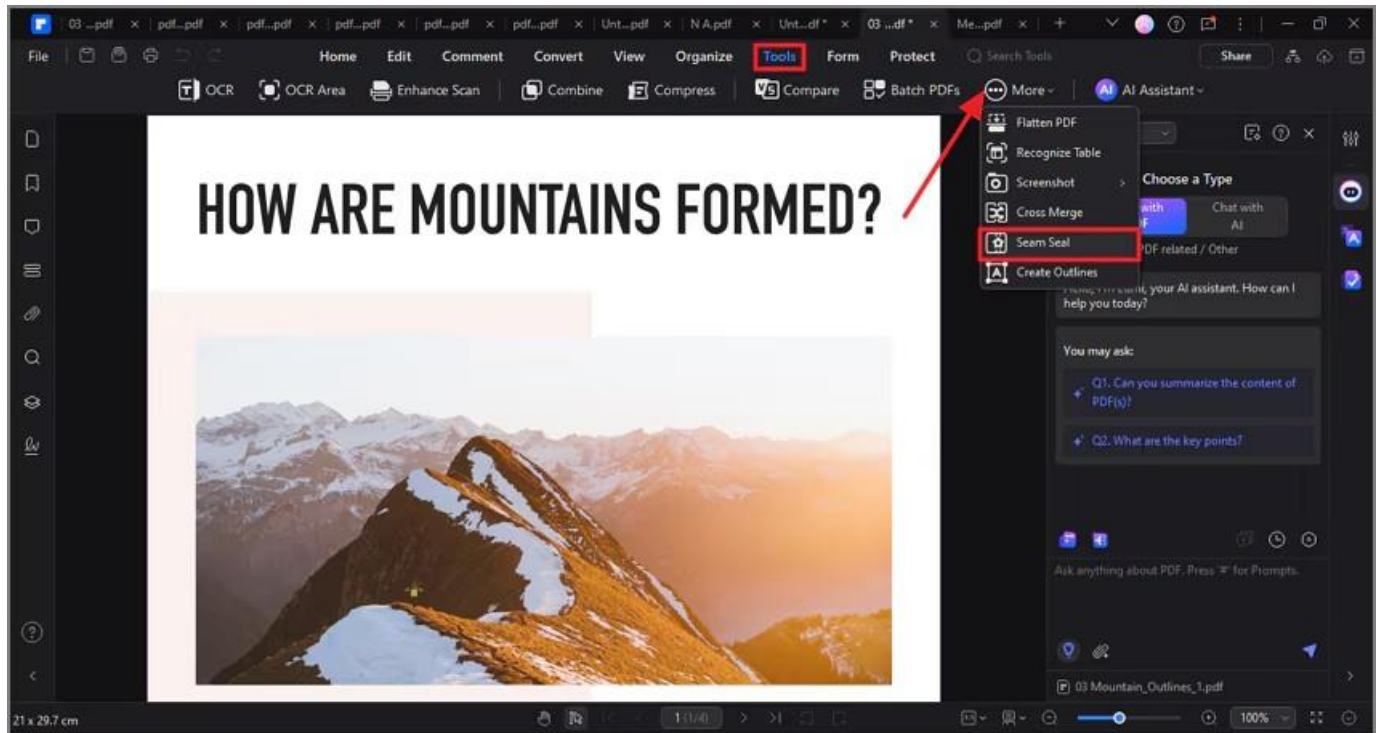 03 ...pdf pdf...pdf pdf...pdf pdf...pdf pdf...pdf pdf...pdf Unt...pdf N A.pdf Unt...df * 03 ...df * Me...pdf
File Home Edit Comment Convert View Organize Tools Form Protect Search Tools Share
OCR OCR Area Enhance Scan Combine Compress Compare Batch PDFs More AI Assistant
Flatten PDF
Recognize Table
Screenshot
Cross Merge
Seam Seal
Create Outlines
HOW ARE MOUNTAINS FORMED?
Choose a Type
with
Chat with
AI
PDF related / Other
your AI assistant. How can I
help you today?
You may ask:
Q1. Can you summarize the content of
PDF(s)?
Q2. What are the key points?
Ask anything about PDF. Press '#' for Prompts.
03 Mountain_Outlines_1.pdf
21 x 29.7 cm 1 (1/4) 100%